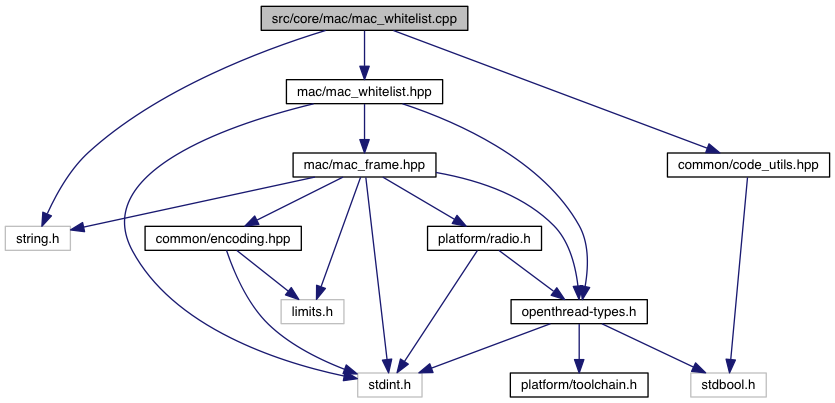 src/core/mac/mac_whitelist.cpp
mac/mac_whitelist.hpp
mac/mac_frame.hpp
common/code_utils.hpp
string.h
common/encoding.hpp
platform/radio.h
limits.h
openthread-types.h
stdint.h
platform/toolchain.h
stdbool.h